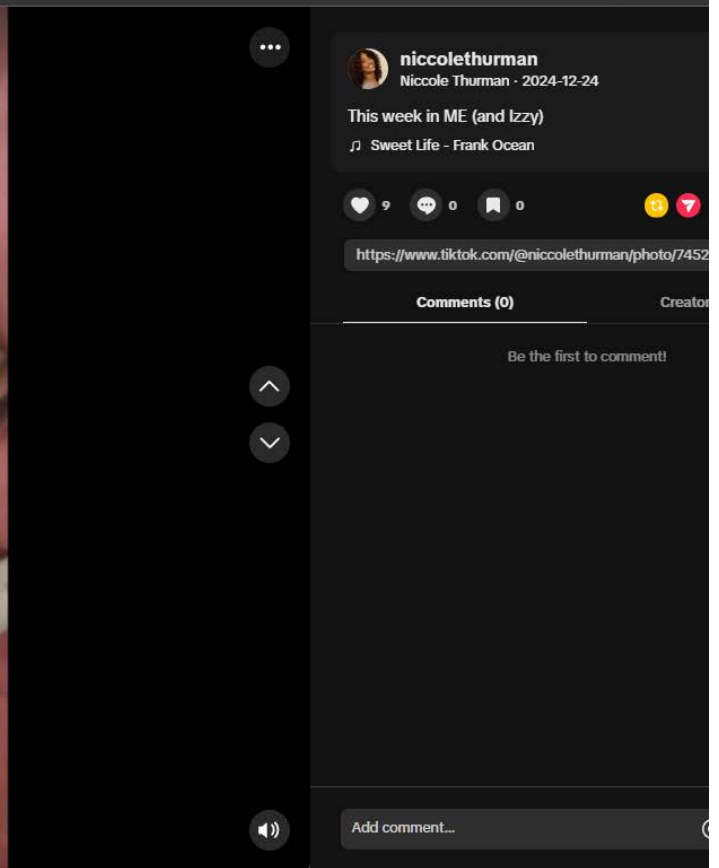 niccolethurman
Niccole Thurman · 2024-12-24
This week in ME (and Izzy)
♫ Sweet Life - Frank Ocean
9 0 0
https://www.tiktok.com/@niccolethurman/photo/7452
Comments (0) Creator
Be the first to comment!
Add comment...